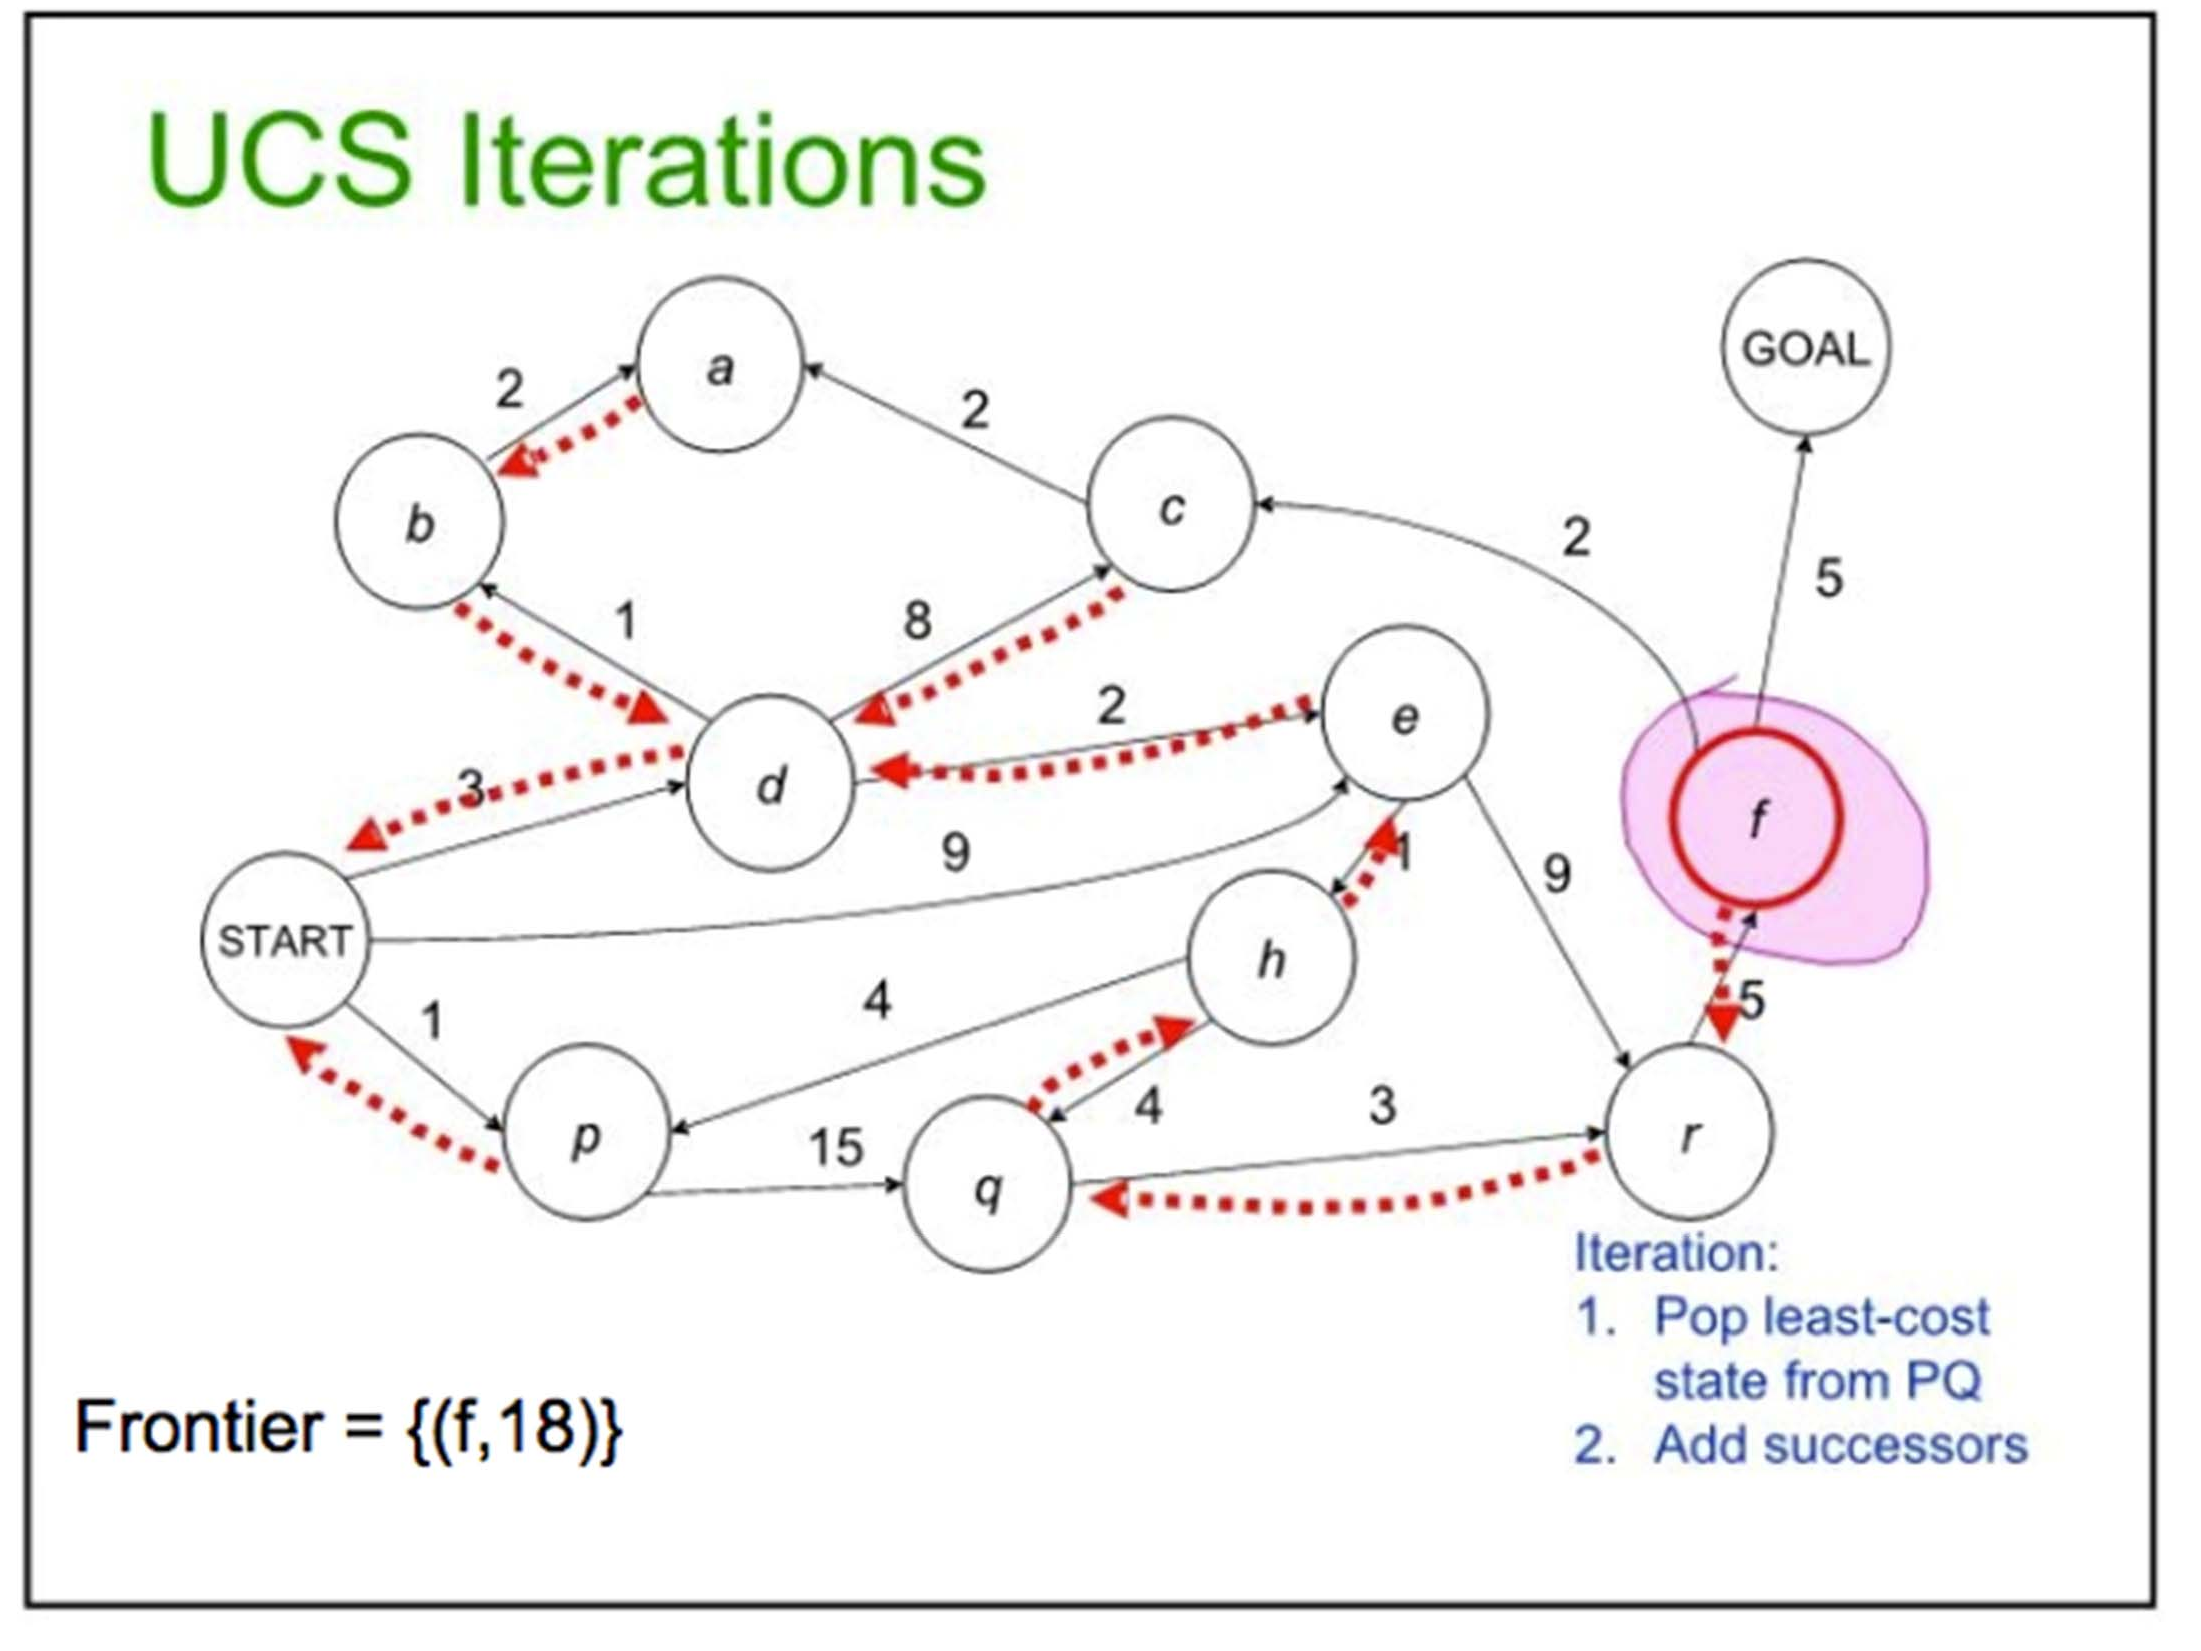 UCS Iterations
a
GOAL
2
2
b
c
2
5
1
8
2
e
3
d
f
9
1
9
START
h
5
1
4
p
15
q
4
3
r
Iteration:
1. Pop least-cost
state from PQ
2. Add successors
Frontier = {(f,18)}